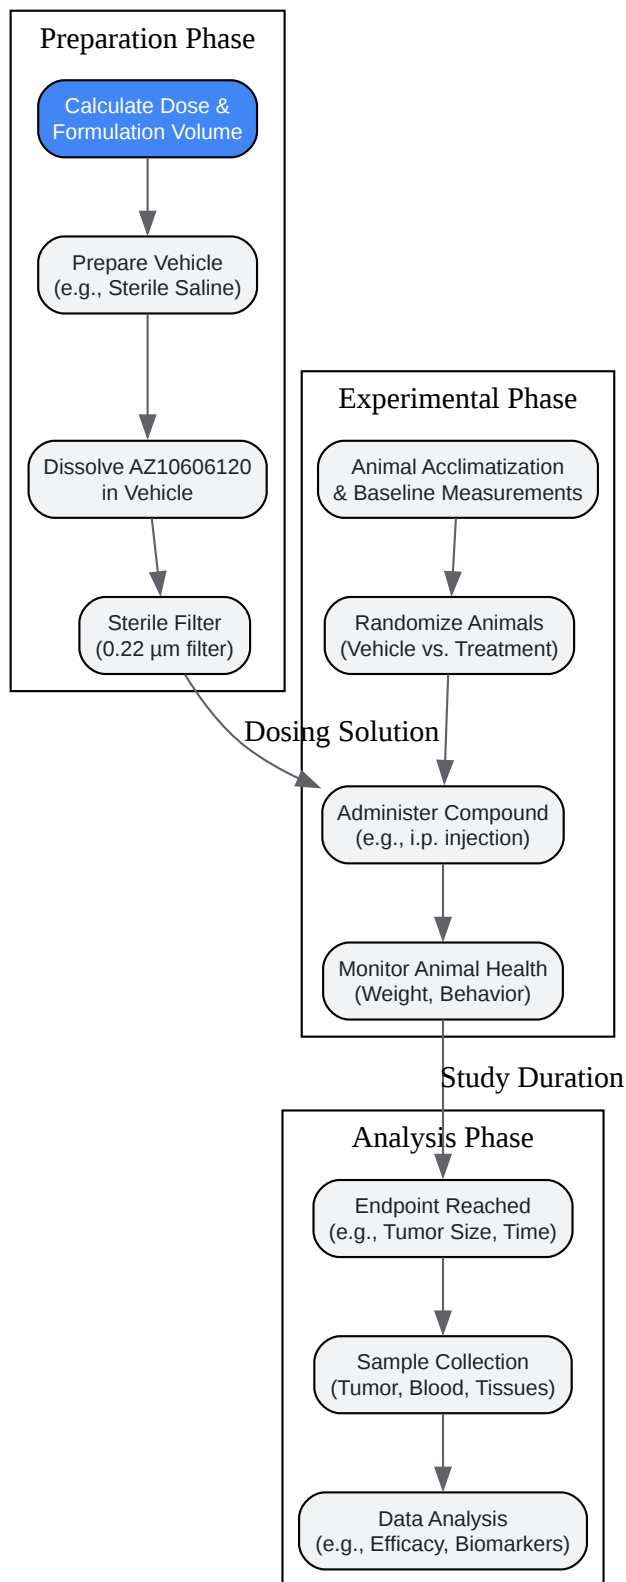 Preparation Phase
Calculate Dose &
Formulation Volume
Prepare Vehicle
(e.g., Sterile Saline)
Dissolve AZ10606120
in Vehicle
Sterile Filter
(0.22 µm filter)
Dosing Solution
Experimental Phase
Animal Acclimatization
& Baseline Measurements
Randomize Animals
(Vehicle vs. Treatment)
Administer Compound
(e.g., i.p. injection)
Monitor Animal Health
(Weight, Behavior)
Study Duration
Analysis Phase
Endpoint Reached
(e.g., Tumor Size, Time)
Sample Collection
(Tumor, Blood, Tissues)
Data Analysis
(e.g., Efficacy, Biomarkers)